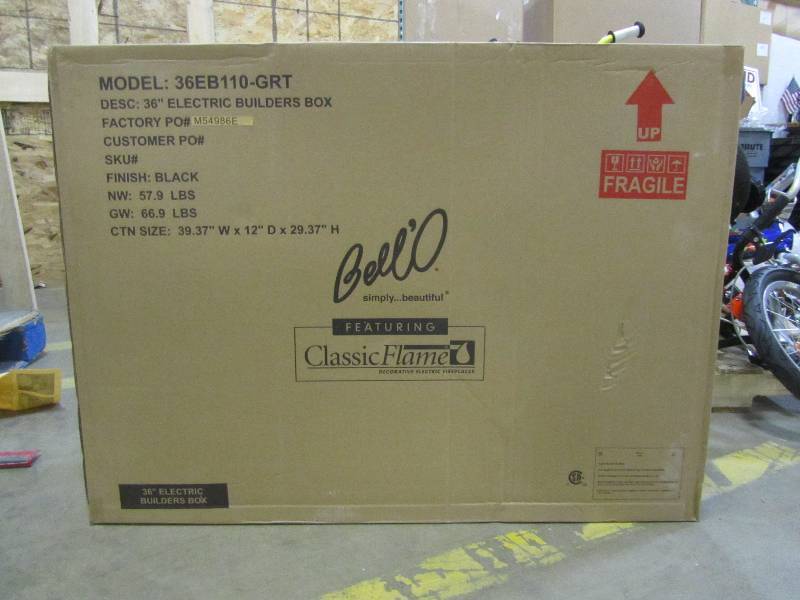 MODEL: 36EB110-GRT
DESC: 36" ELECTRIC BUILDERS BOX
FACTORY PO# M54986E
CUSTOMER PO#
SKU#
FINISH: BLACK
NW: 57.9 LBS
GW: 66.9 LBS
CTN SIZE: 39.37" W x 12" D x 29.37" H
UP
FRAGILE
Bell'O®
simply...beautiful®
FEATURING
ClassicFlame®
DECORATIVE ELECTRIC FIREPLACES
36" ELECTRIC
BUILDERS BOX